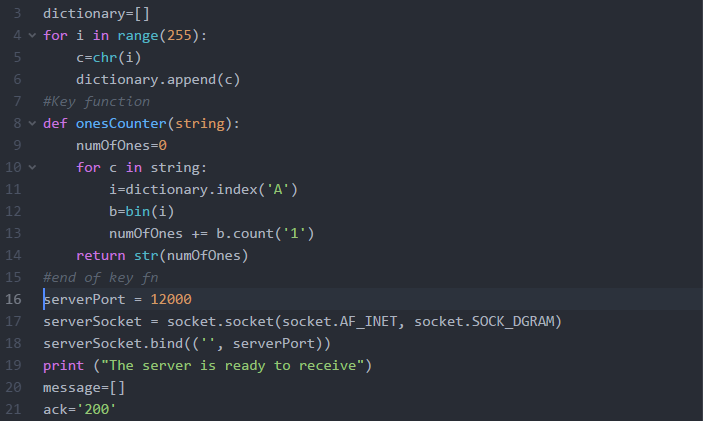 3 dictionary=[]
4 for i in range(255):
5     c=chr(i)
6     dictionary.append(c)
7 #Key function
8 def onesCounter(string):
9     numOfOnes=0
10     for c in string:
11         i=dictionary.index('A')
12         b=bin(i)
13         numOfOnes += b.count('1')
14     return str(numOfOnes)
15 #end of key fn
16 serverPort = 12000
17 serverSocket = socket.socket(socket.AF_INET, socket.SOCK_DGRAM)
18 serverSocket.bind(('', serverPort))
19 print ("The server is ready to receive")
20 message=[]
21 ack='200'